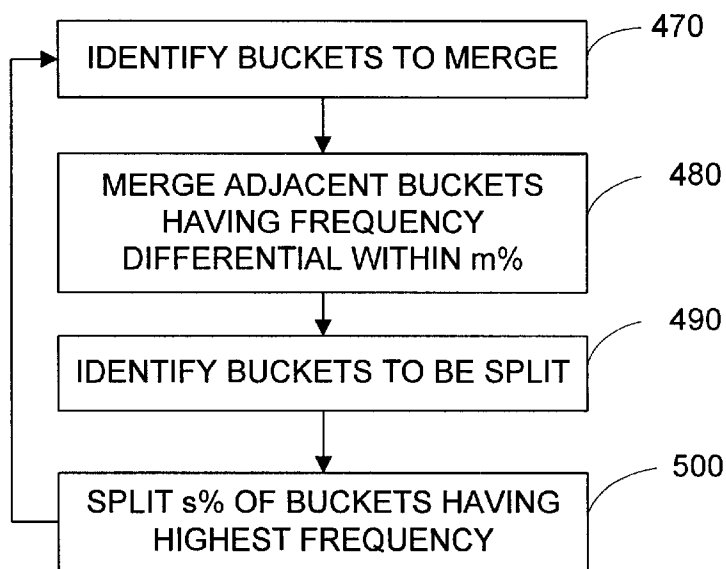 470
IDENTIFY BUCKETS TO MERGE
480
MERGE ADJACENT BUCKETS
HAVING FREQUENCY
DIFFERENTIAL WITHIN m%
490
IDENTIFY BUCKETS TO BE SPLIT
500
SPLIT s% OF BUCKETS HAVING
HIGHEST FREQUENCY